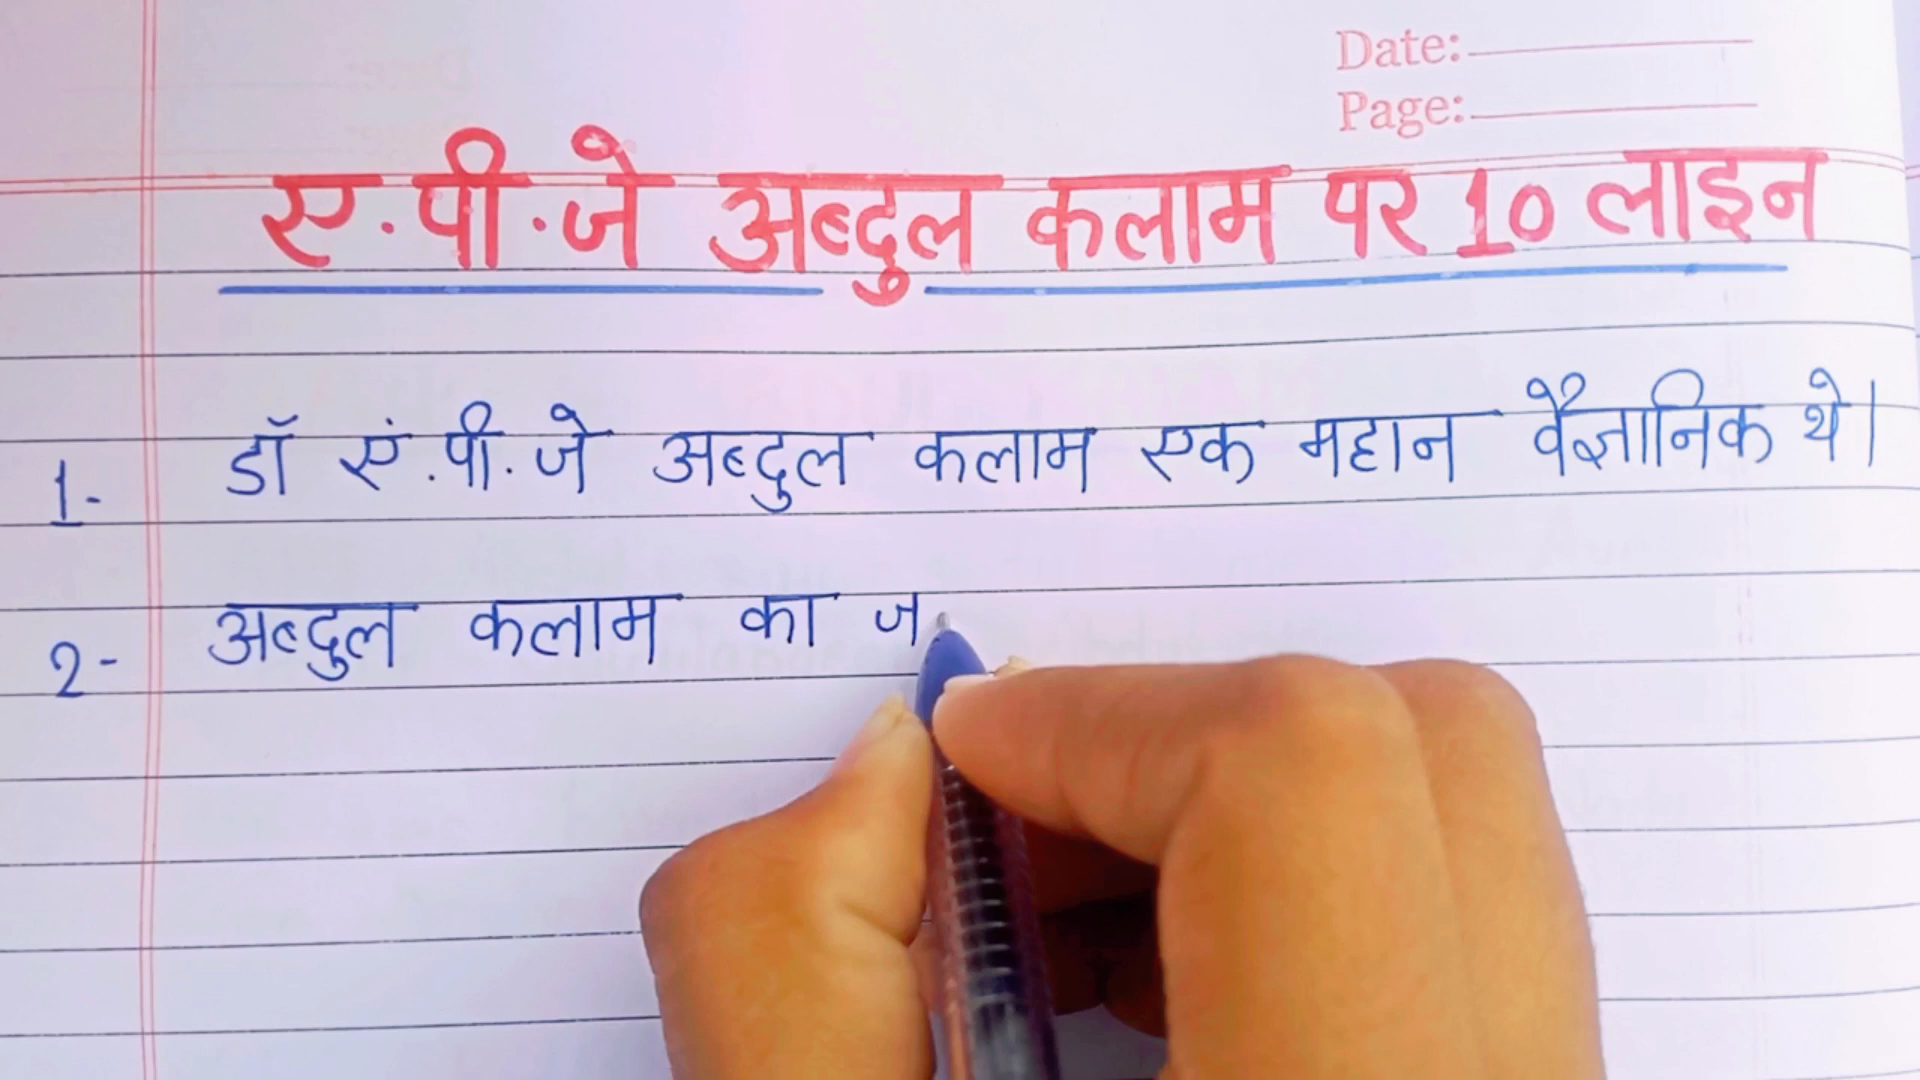 Date:
Page:
ए.पी.जे अब्दुल कलाम पर 10 लाइन
1- डॉ एं.पी.जे अब्दुल कलाम एक महान वैज्ञानिक थे।
2- अब्दुल कलाम का ज